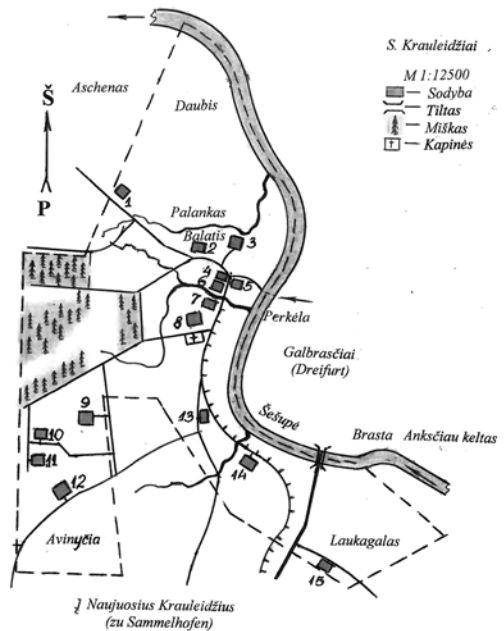 S. Krauleidžiai
M 1:12500
— Sodyba
— Tiltas
— Miškas
— Kapinės
Aschenas
Daubis
Š
P
1
Palankas
Balatis
2
3
4
5
6
7
8
Perkėla
Galbrasčiai
(Dreifurt)
Šešupė
Brasta Anksčiau keltas
9
10
11
12
13
14
Avinyčia
Laukagalas
15
Į Naujuosius Krauleidžius
(zu Sammelhofen)